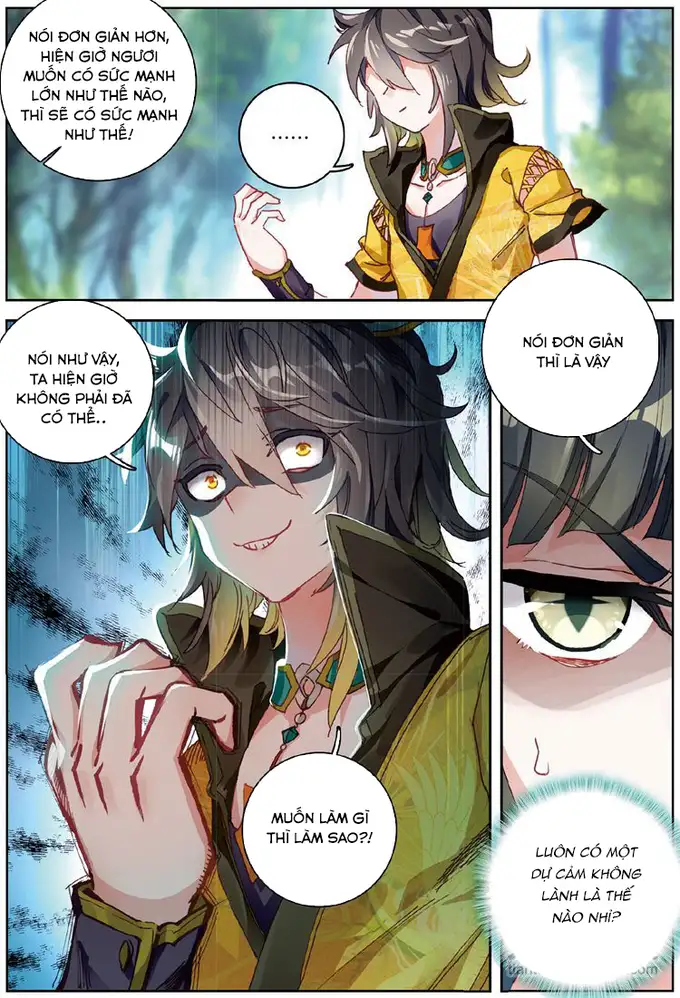 NÓI ĐƠN GIẢN HƠN,
HIỆN GIỜ NGƯƠI
MUỐN CÓ SỨC MẠNH
LỚN NHƯ THẾ NÀO,
THÌ SẼ CÓ SỨC MẠNH
NHƯ THẾ!
......
NÓI ĐƠN GIẢN
THÌ LÀ VẬY
NÓI NHƯ VẬY,
TA HIỆN GIỜ
KHÔNG PHẢI ĐÃ
CÓ THỂ..
MUỐN LÀM GÌ
THÌ LÀM SAO?!
LUÔN CÓ MỘT
DỰ CẢM KHÔNG
LÀNH LÀ THẾ
NÀO NHỈ?